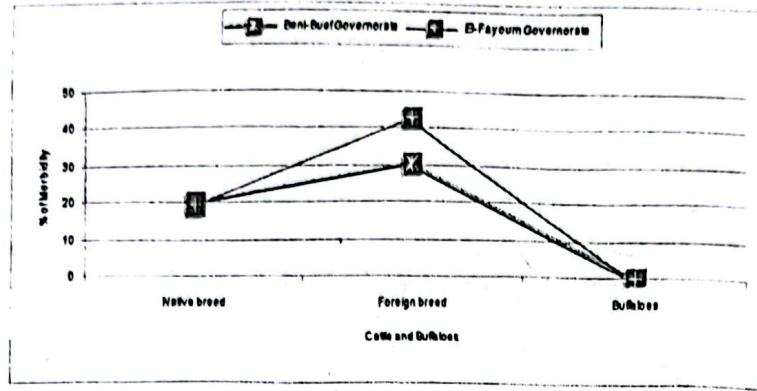 Beni-Suef Governorate El-Fayoum Governorate
% of Morbidity
50
40
30
20
10
0
Native breed Foreign breed Buffaloes
Cattle and Buffaloes